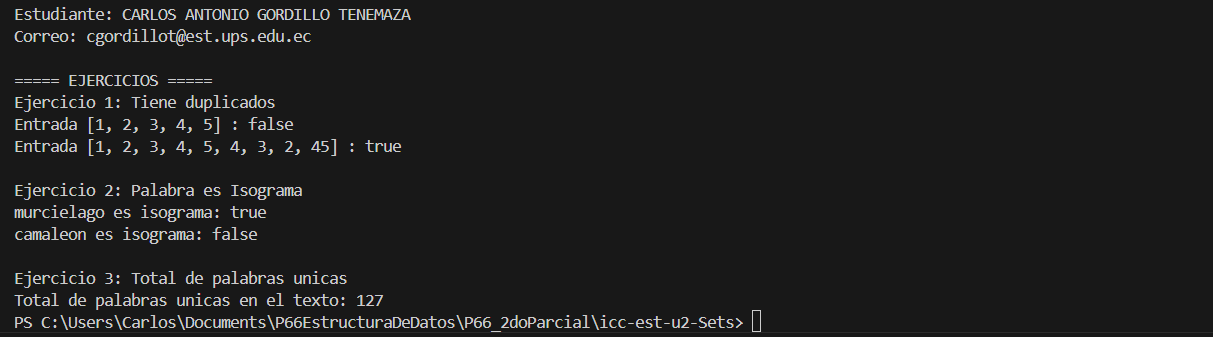 Estudiante: CARLOS ANTONIO GORDILLO TENEMAZA
Correo: cgordillot@est.ups.edu.ec
===== EJERCICIOS =====
Ejercicio 1: Tiene duplicados
Entrada [1, 2, 3, 4, 5] : false
Entrada [1, 2, 3, 4, 5, 4, 3, 2, 45] : true
Ejercicio 2: Palabra es Isograma
murcielago es isograma: true
camaleon es isograma: false
Ejercicio 3: Total de palabras unicas
Total de palabras unicas en el texto: 127
PS C:\Users\Carlos\Documents\P66EstructuraDeDatos\P66_2doParcial\icc-est-u2-Sets>